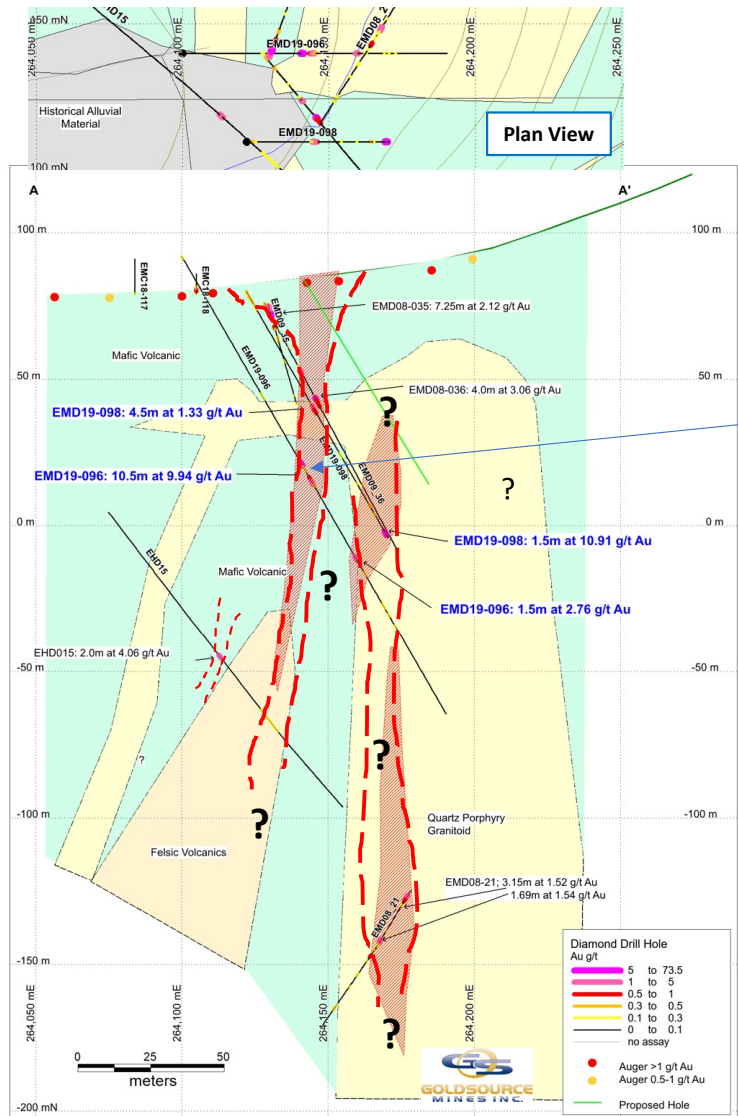 264,050 mE
150 mN
HD15
264,100 mE
EMD19-096
EMD08_2
264,200 mE
264,250 mE
Historical Alluvial
Material
EMD19-098
Plan View
100 mN
A
A'
100 m
100 m
EMC18-117
EMC18-118
EMD09_35
EMD08-035: 7.25m at 2.12 g/t Au
Mafic Volcanic
EMD19-096
50 m
50 m
EMD08-036: 4.0m at 3.06 g/t Au
EMD19-098: 4.5m at 1.33 g/t Au
?
EMD19-098
EMD09_36
EMD19-096: 10.5m at 9.94 g/t Au
?
0 m
0 m
EMD19-098: 1.5m at 10.91 g/t Au
EHD15
Mafic Volcanic
?
EMD19-096: 1.5m at 2.76 g/t Au
EHD015: 2.0m at 4.06 g/t Au
-50 m
-50 m
?
?
-100 m
-100 m
?
Quartz Porphyry
Granitoid
Felsic Volcanics
EMD08-21: 3.15m at 1.52 g/t Au
1.69m at 1.54 g/t Au
EMD08_21
-150 m
?
264,050 mE
264,100 mE
264,150 mE
264,200 mE
0 25 50
meters
GS
GOLDSOURCE
MINES INC.
-200 m
Diamond Drill Hole
Au g/t
5 to 73.5
1 to 5
0.5 to 1
0.3 to 0.5
0.1 to 0.3
0 to 0.1
no assay
Auger >1 g/t Au
Auger 0.5-1 g/t Au
Proposed Hole